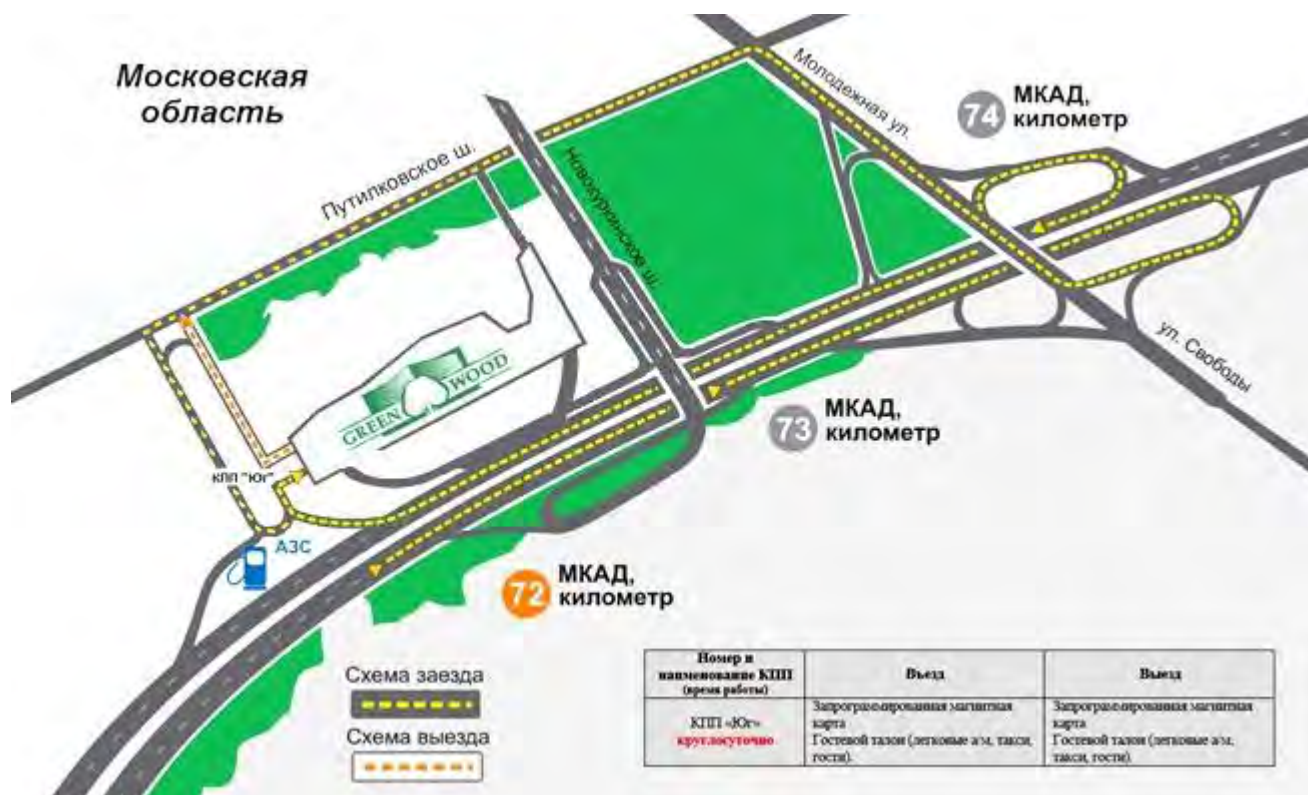 Московская
область
Путилковское ш.
Новокуркинское ш.
Молодежная ул.
74
МКАД,
километр
ул. Свободы
GREEN WOOD
КПП "Юг"
73
МКАД,
километр
АЗС
72
МКАД,
километр
Схема заезда
Схема выезда
Номер и
наименование КПП
(время работы)
Въезд
Выезд
КПП «Юг»
круглосуточно
Запрограммированная магнитная
карта
Гостевой талон (легковые а/м, такси,
гости).
Запрограммированная магнитная
карта
Гостевой талон (легковые а/м,
такси, гости).